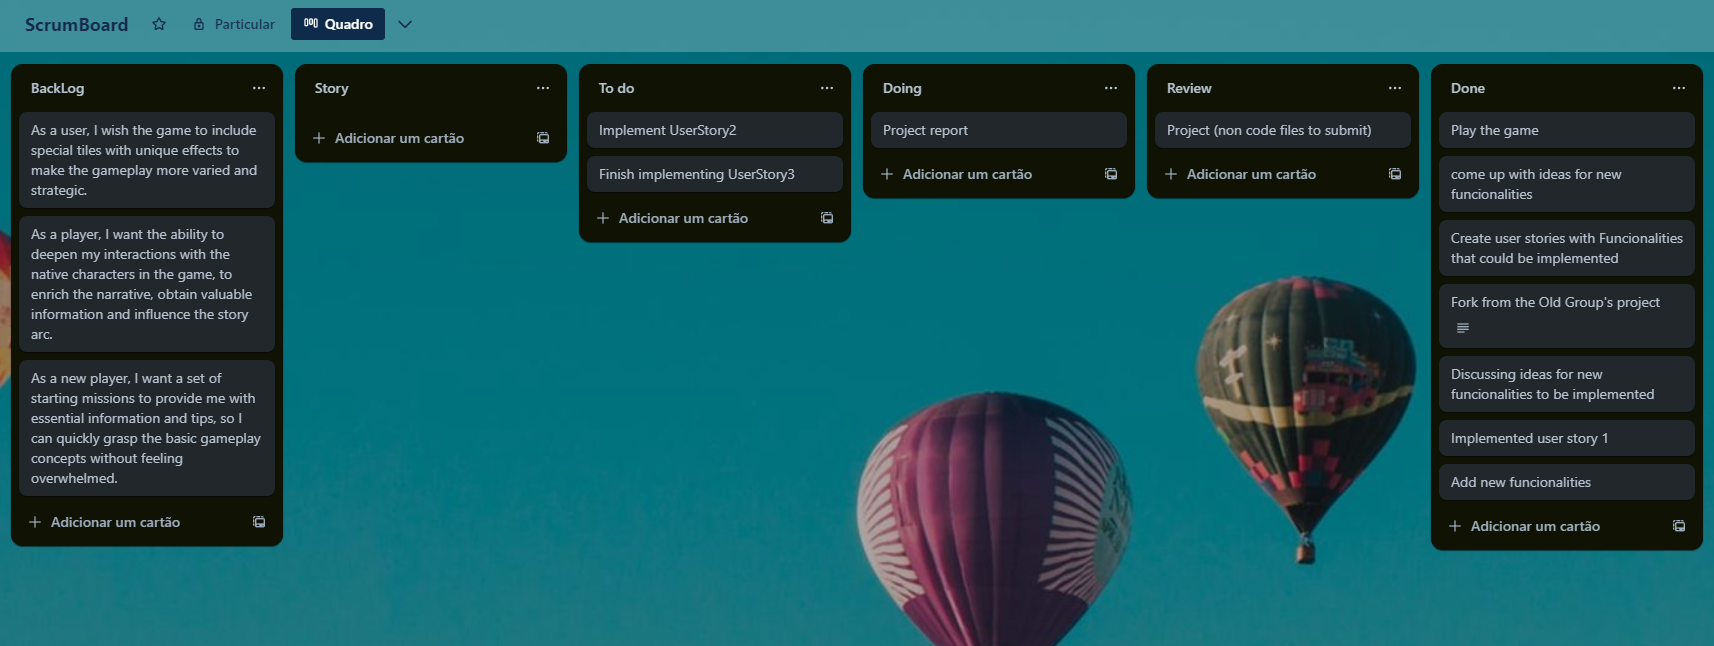 ScrumBoard
Particular
Quadro
BackLog
As a user, I wish the game to include
special tiles with unique effects to
make the gameplay more varied and
strategic.
As a player, I want the ability to
deepen my interactions with the
native characters in the game, to
enrich the narrative, obtain valuable
information and influence the story
arc.
As a new player, I want a set of
starting missions to provide me with
essential information and tips, so I
can quickly grasp the basic gameplay
concepts without feeling
overwhelmed.
Adicionar um cartão
Story
Adicionar um cartão
To do
Implement UserStory2
Finish implementing UserStory3
Adicionar um cartão
Doing
Project report
Adicionar um cartão
Review
Project (non code files to submit)
Adicionar um cartão
Done
Play the game
come up with ideas for new
funcionalities
Create user stories with Funcionalities
that could be implemented
Fork from the Old Group's project
Discussing ideas for new
funcionalities to be implemented
Implemented user story 1
Add new funcionalities
Adicionar um cartão